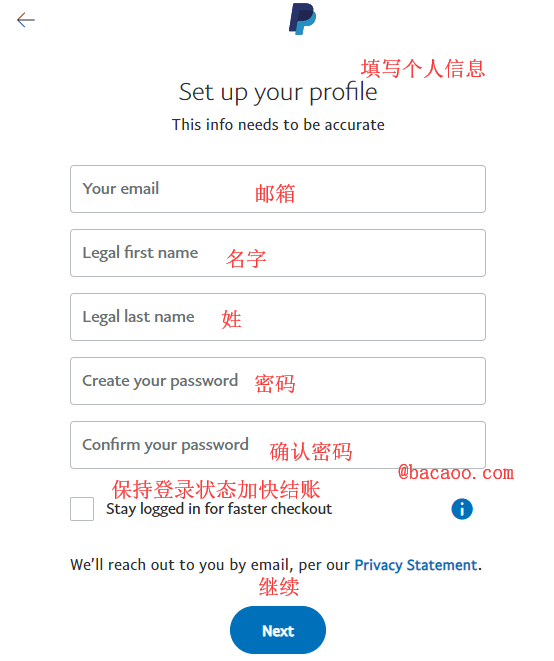 填写个人信息
Set up your profile
This info needs to be accurate
Your email 邮箱
Legal first name 名字
Legal last name 姓
Create your password 密码
Confirm your password 确认密码
@bacaoo.com
保持登录状态加快结账
Stay logged in for faster checkout
We’ll reach out to you by email, per our Privacy Statement.
继续
Next